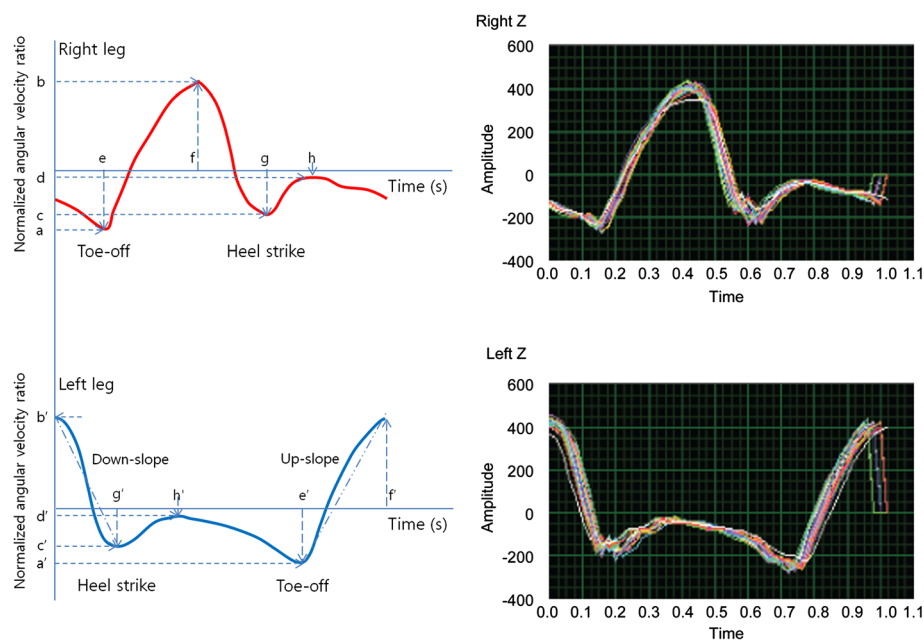 Right leg
Normalized angular velocity ratio
b
d
c
a
e
f
g
h
Time (s)
Toe-off
Heel strike
Right Z
Amplitude
600
400
200
0
-200
-400
0.0 0.1 0.2 0.3 0.4 0.5 0.6 0.7 0.8 0.9 1.0 1.1
Time
Left leg
Normalized angular velocity ratio
b'
d'
c'
a'
Down-slope
Up-slope
g'
h'
e'
f'
Time (s)
Heel strike
Toe-off
Left Z
Amplitude
600
400
200
0
-200
-400
0.0 0.1 0.2 0.3 0.4 0.5 0.6 0.7 0.8 0.9 1.0 1.1
Time